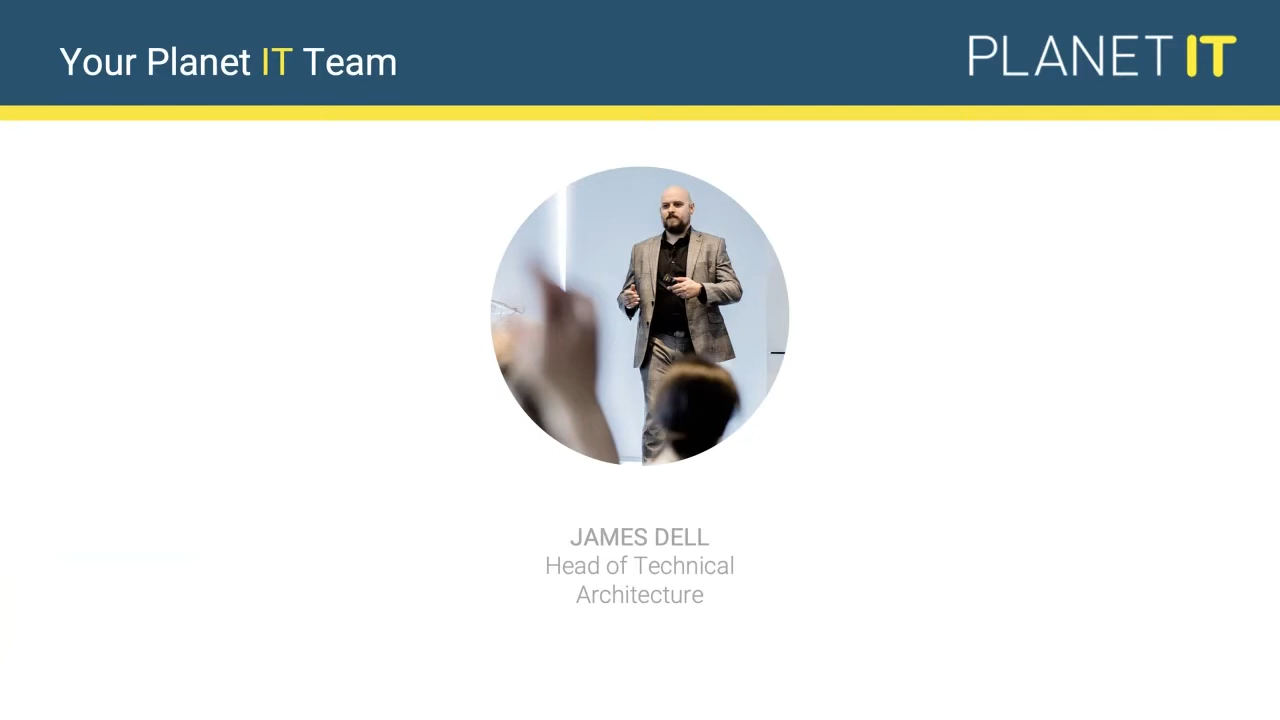 Your Planet IT Team
PLANET IT
JAMES DELL
Head of Technical
Architecture